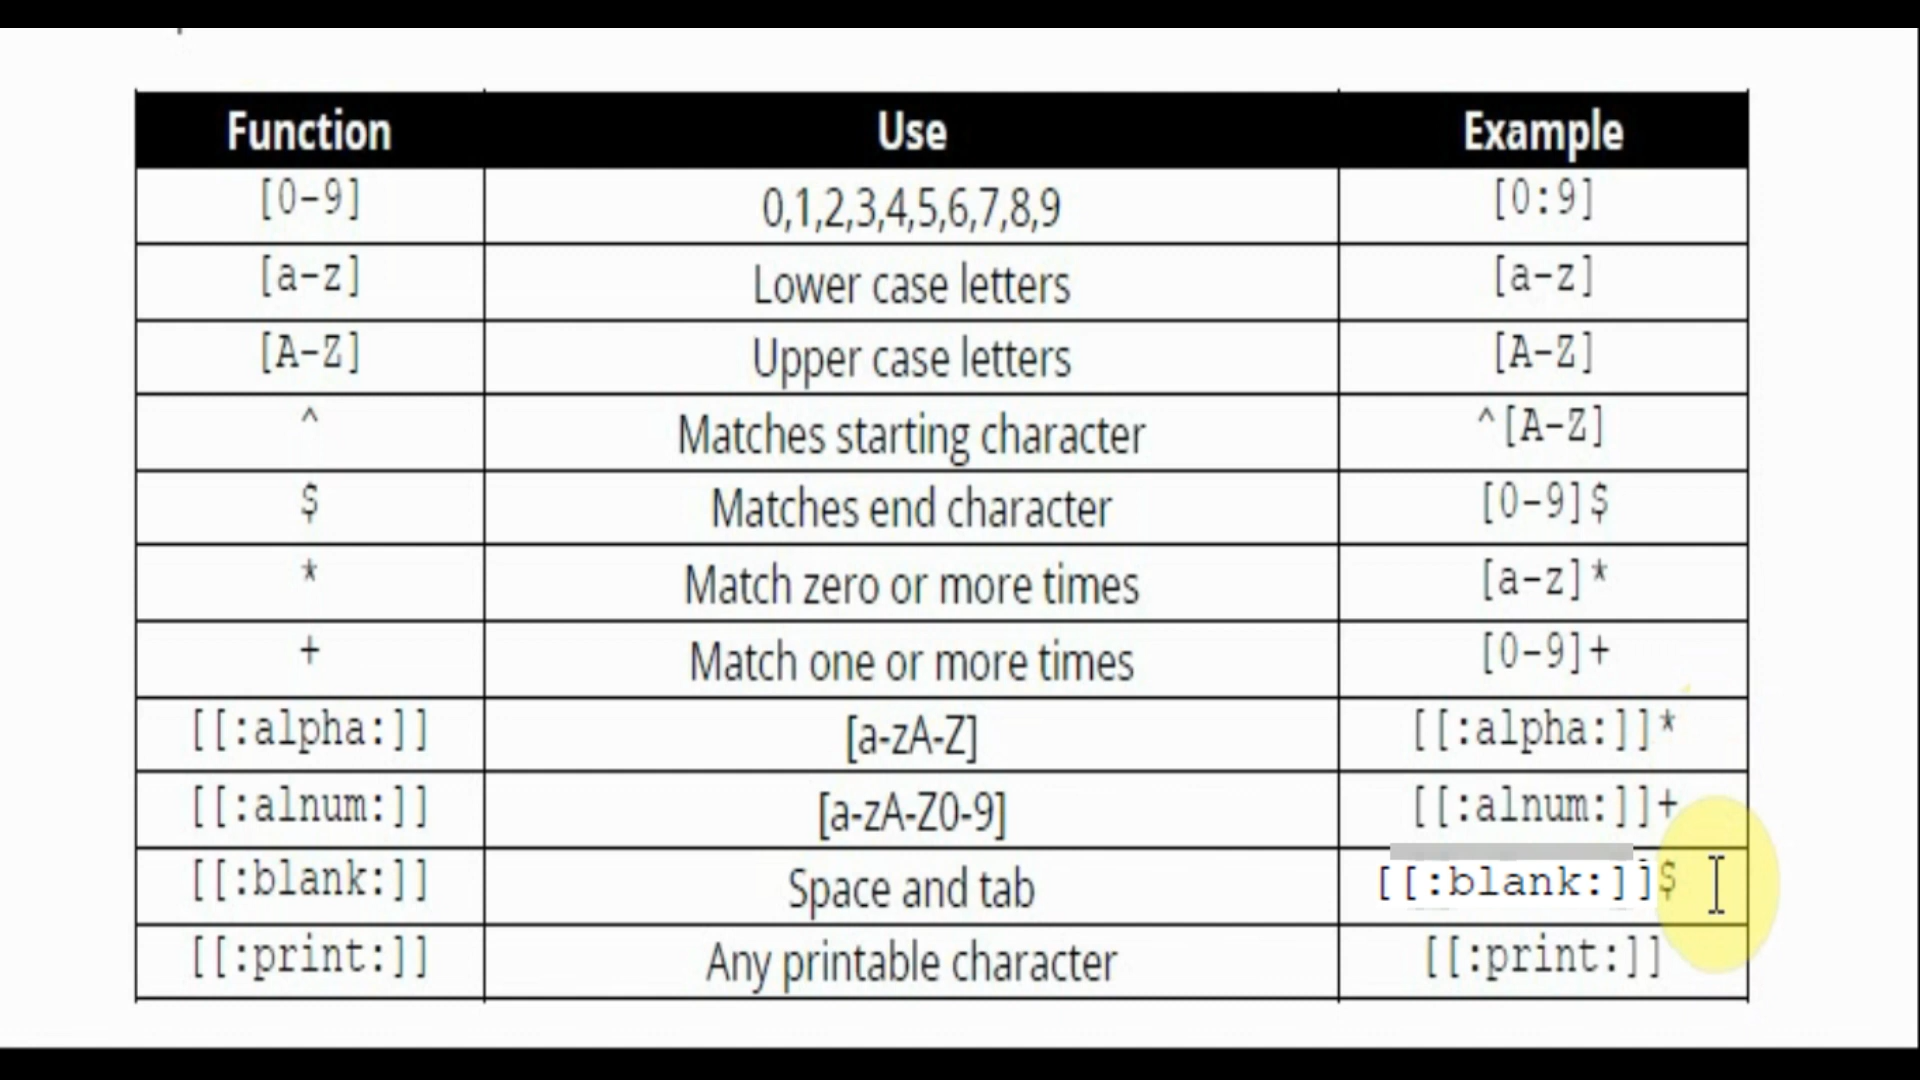 Function Use Example
[0-9] 0,1,2,3,4,5,6,7,8,9 [0:9]
[a-z] Lower case letters [a-z]
[A-Z] Upper case letters [A-Z]
^ Matches starting character ^[A-Z]
$ Matches end character [0-9]$
* Match zero or more times [a-z]*
+ Match one or more times [0-9]+
[[:alpha:]] [a-zA-Z] [[:alpha:]]*
[[:alnum:]] [a-zA-Z0-9] [[:alnum:]]+
[[:blank:]] Space and tab [[:blank:]]$
[[:print:]] Any printable character [[:print:]]